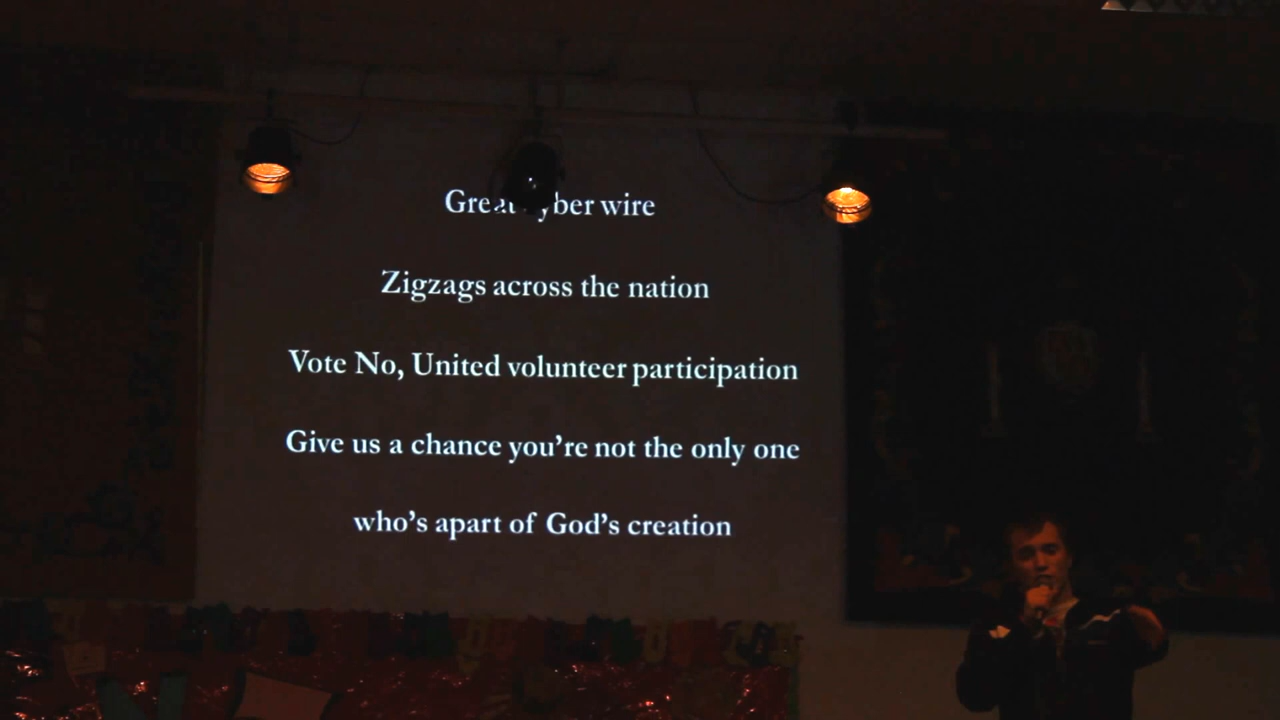 Great wire
Zigzags across the nation
Vote No, United volunteer participation
Give us a chance you're not the only one
who's apart of God's creation